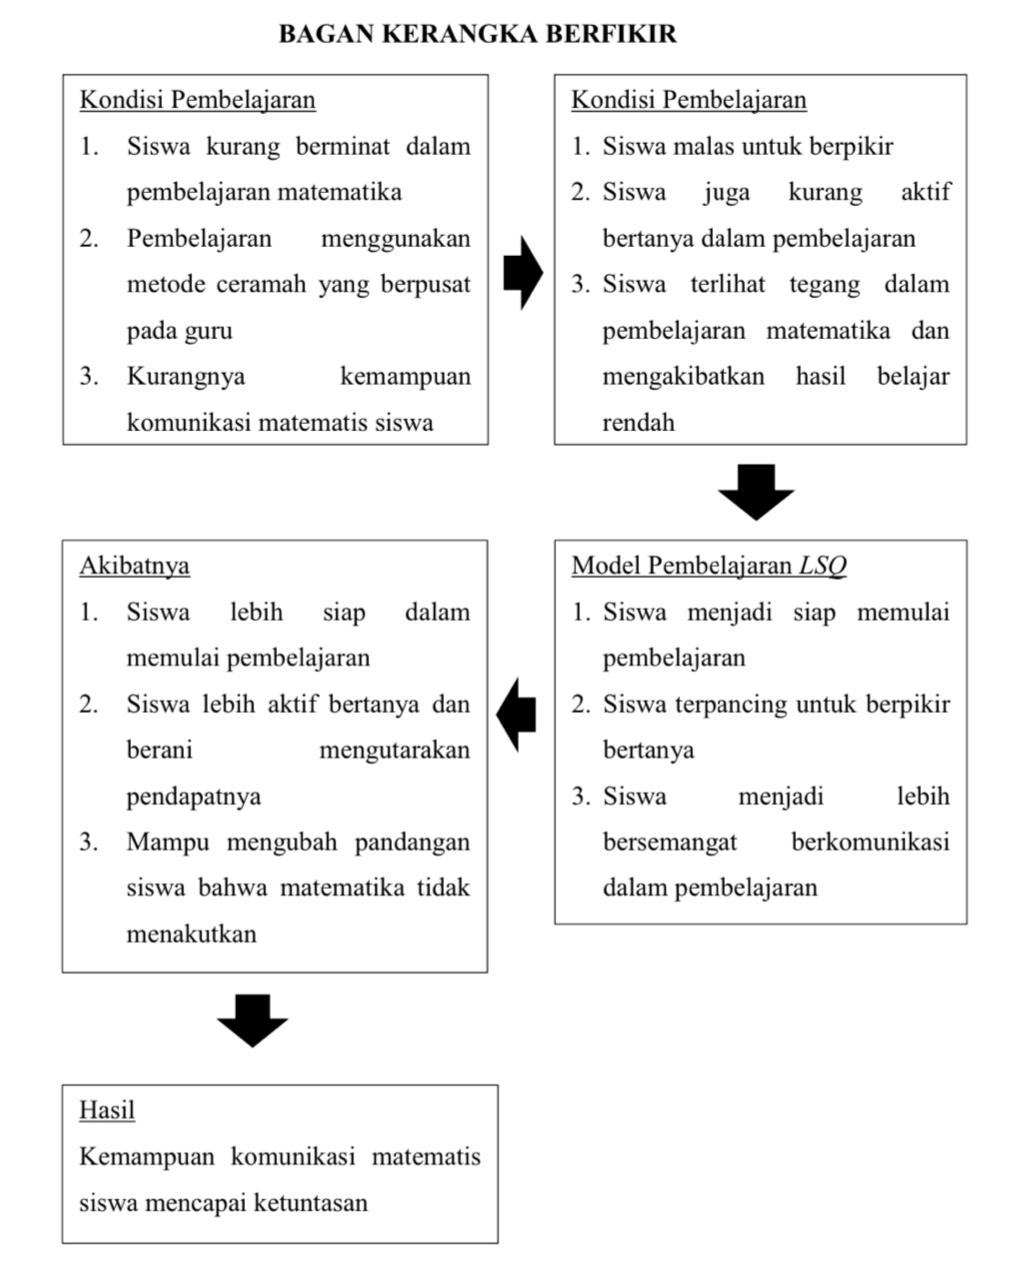 BAGAN KERANGKA BERFIKIR
Kondisi Pembelajaran
1. Siswa kurang berminat dalam
pembelajaran matematika
2. Pembelajaran menggunakan
metode ceramah yang berpusat
pada guru
3. Kurangnya kemampuan
komunikasi matematis siswa
Kondisi Pembelajaran
1. Siswa malas untuk berpikir
2. Siswa juga kurang aktif
bertanya dalam pembelajaran
3. Siswa terlihat tegang dalam
pembelajaran matematika dan
mengakibatkan hasil belajar
rendah
Model Pembelajaran LSQ
1. Siswa menjadi siap memulai
pembelajaran
2. Siswa terpancing untuk berpikir
bertanya
3. Siswa menjadi lebih
bersemangat berkomunikasi
dalam pembelajaran
Akibatnya
1. Siswa lebih siap dalam
memulai pembelajaran
2. Siswa lebih aktif bertanya dan
berani mengutarakan
pendapatnya
3. Mampu mengubah pandangan
siswa bahwa matematika tidak
menakutkan
Hasil
Kemampuan komunikasi matematis
siswa mencapai ketuntasan